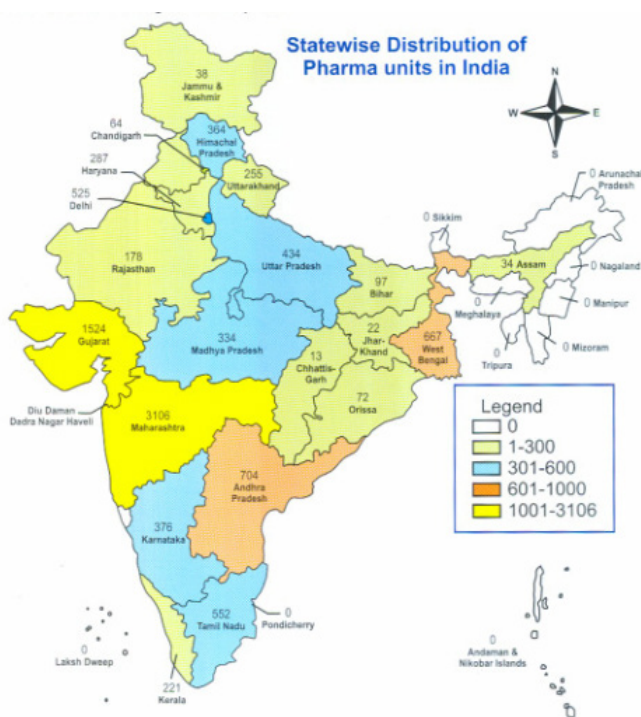 Statewise Distribution of
Pharma units in India
N
W
E
S
38
Jammu &
Kashmir
64
Chandigarh
364
Himachal
Pradesh
287
Haryana
255
Uttarakhand
525
Delhi
0 Arunachal
Pradesh
0 Sikkim
178
Rajasthan
434
Uttar Pradesh
34 Assam
0 Nagaland
97
Bihar
0
Meghalaya
0 Manipur
1524
Gujarat
334
Madhya Pradesh
22
Jhar-
Khand
667
West
Bengal
0
Tripura
0 Mizoram
13
Chhattis-
Garh
72
Orissa
Diu Daman
Dadra Nagar Haveli
3106
Maharashtra
Legend
0
1-300
301-600
601-1000
1001-3106
704
Andhra
Pradesh
376
Karnataka
552
Tamil Nadu
0
Pondicherry
0
Laksh Dweep
221
Kerala
0
Andaman &
Nikobar Islands